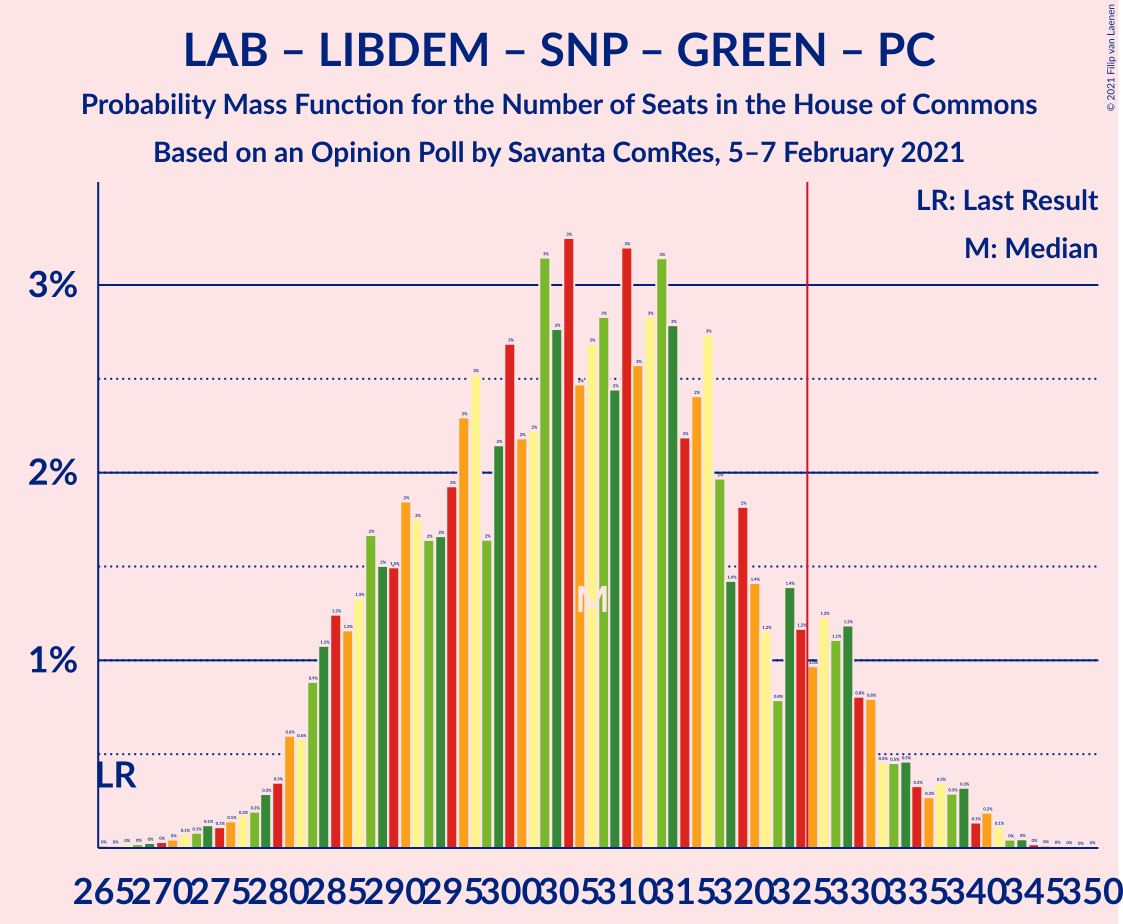 LAB – LIBDEM – SNP – GREEN – PC
Probability Mass Function for the Number of Seats in the House of Commons
Based on an Opinion Poll by Savanta ComRes, 5–7 February 2021
© 2021 Filip van Laenen
LR: Last Result
M: Median
3%
2%
1%
LR
M
265 270 275 280 285 290 295 300 305 310 315 320 325 330 335 340 345 350